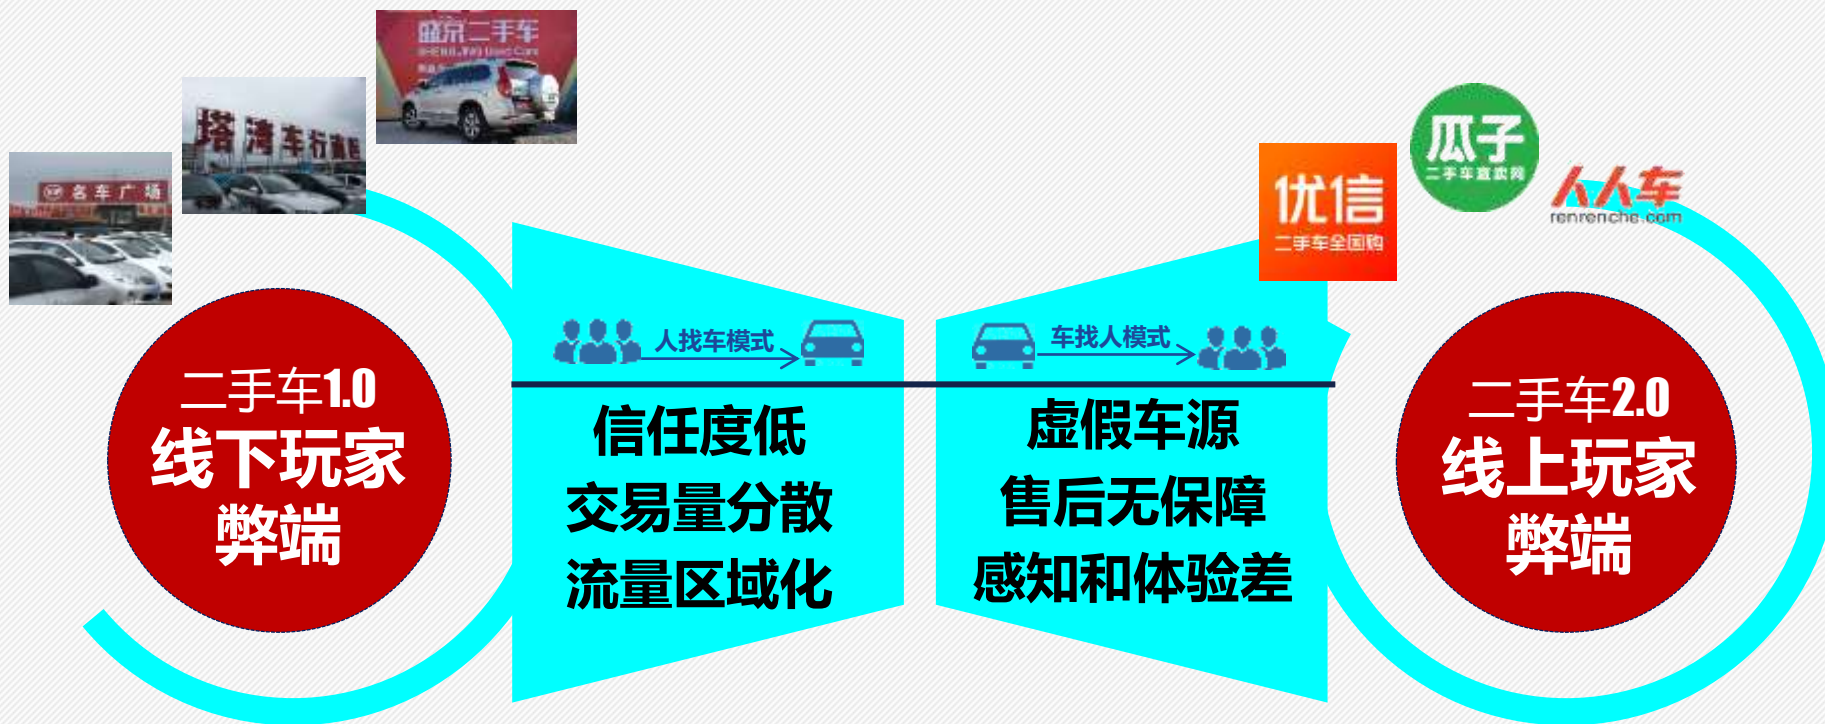 盛京二手车
塔湾车行
名车广场
优信
二手车全国购
瓜子
二手车直卖网
人人车
renrenche.com
人找车模式
车找人模式
二手车1.0
线下玩家
弊端
信任度低
交易量分散
流量区域化
虚假车源
售后无保障
感知和体验差
二手车2.0
线上玩家
弊端